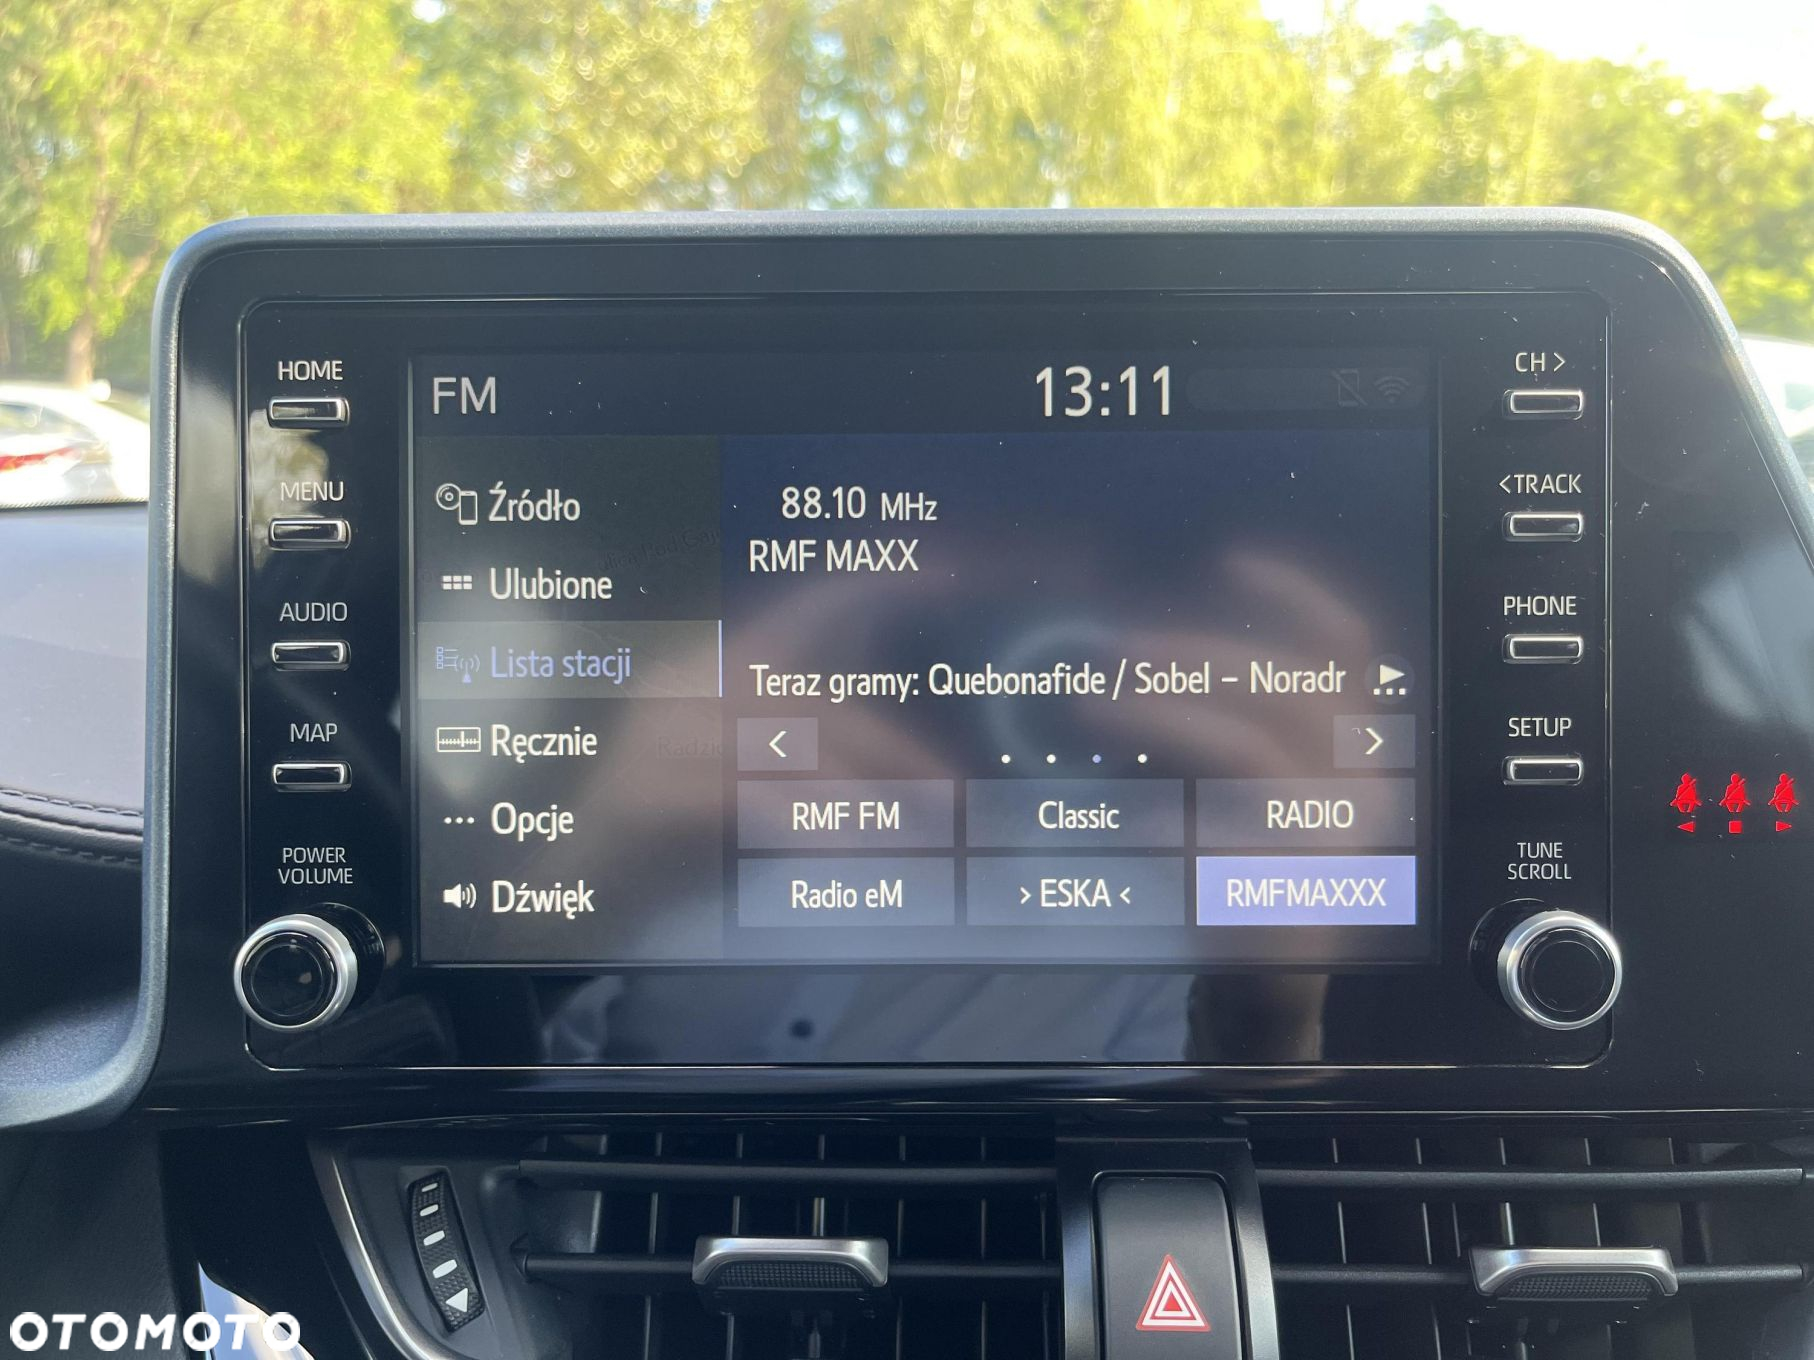 HOME
MENU
AUDIO
MAP
POWER
VOLUME
FM
13:11
Źródło
Ulubione
Lista stacji
Ręcznie
Opcje
Dźwięk
88.10 MHz
RMF MAXX
Teraz gramy: Quebonafide / Sobel – Noradr
RMF FM
Classic
RADIO
Radio eM
> ESKA <
RMFMAXXX
CH >
<TRACK
PHONE
SETUP
TUNE
SCROLL
OTOMOTO